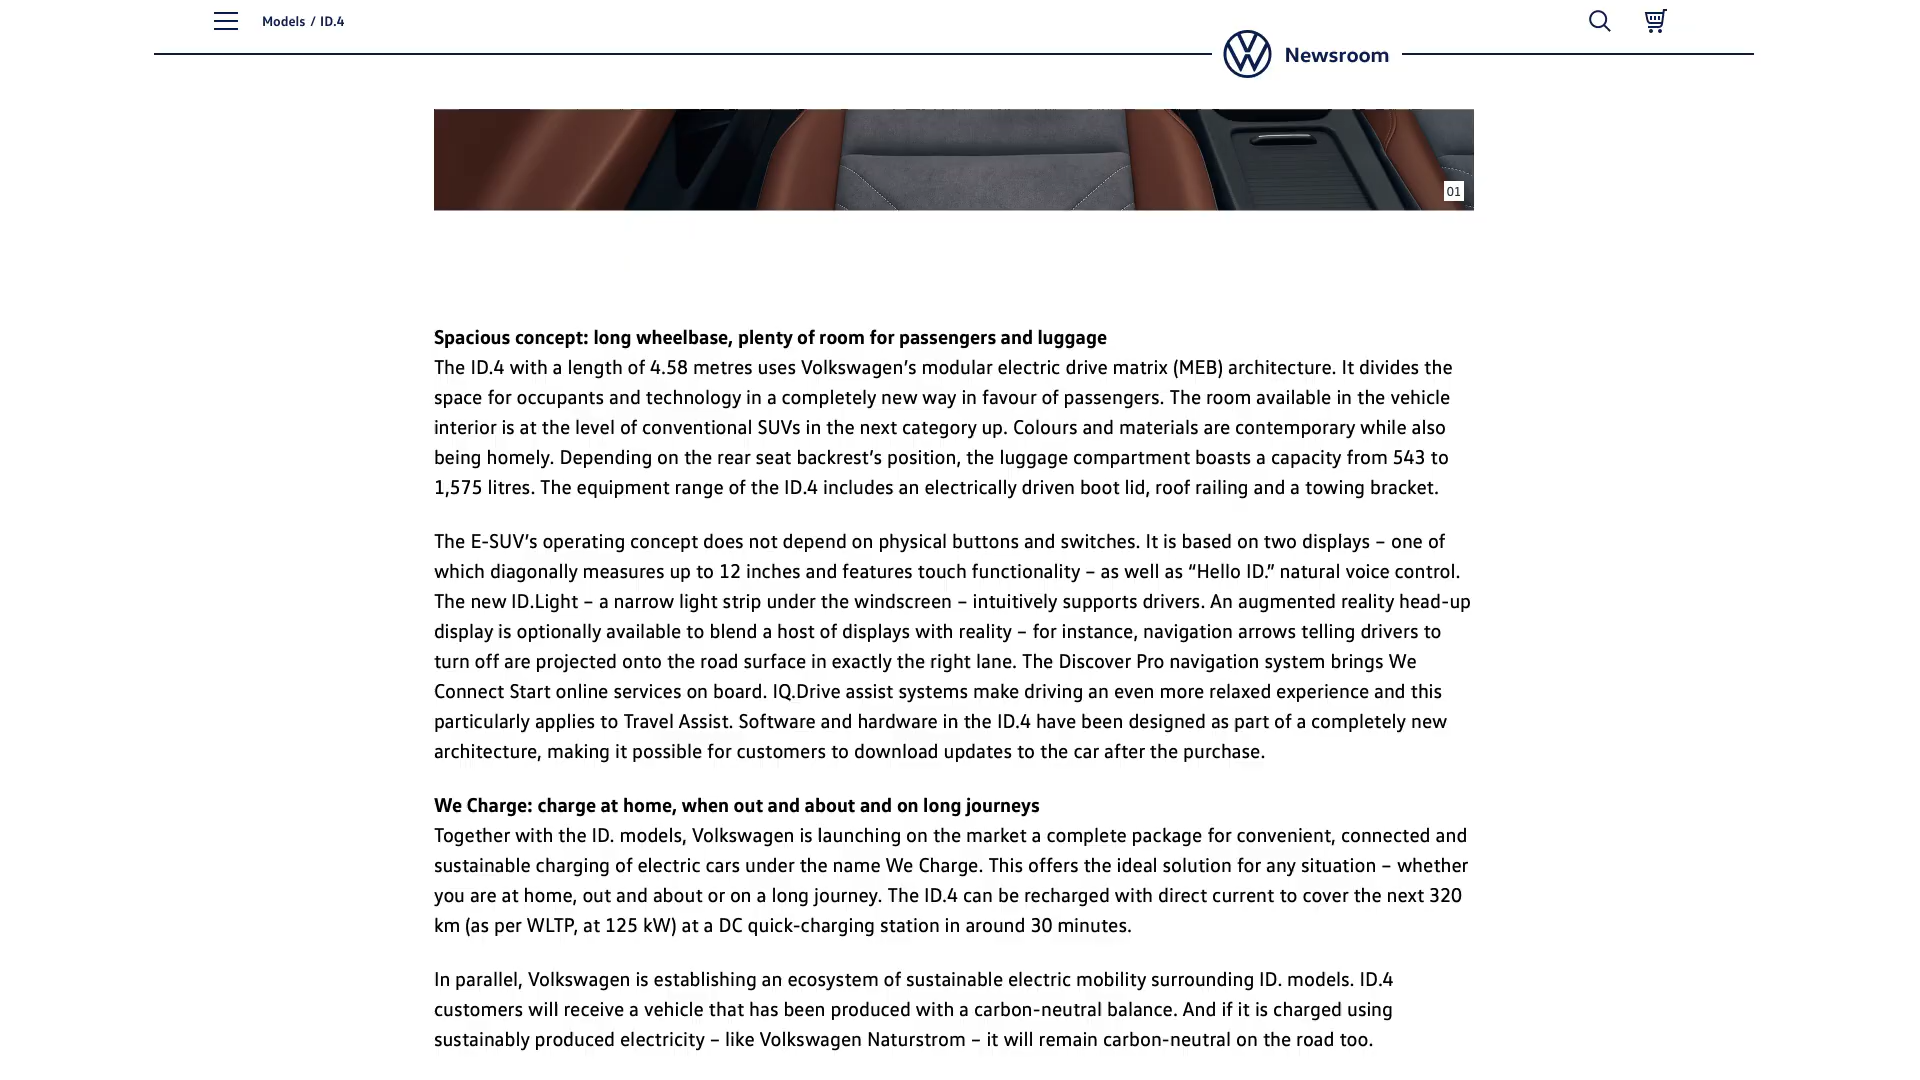 Models / ID.4
Newsroom
01
Spacious concept: long wheelbase, plenty of room for passengers and luggage
The ID.4 with a length of 4.58 metres uses Volkswagen’s modular electric drive matrix (MEB) architecture. It divides the
space for occupants and technology in a completely new way in favour of passengers. The room available in the vehicle
interior is at the level of conventional SUVs in the next category up. Colours and materials are contemporary while also
being homely. Depending on the rear seat backrest’s position, the luggage compartment boasts a capacity from 543 to
1,575 litres. The equipment range of the ID.4 includes an electrically driven boot lid, roof railing and a towing bracket.
The E-SUV’s operating concept does not depend on physical buttons and switches. It is based on two displays – one of
which diagonally measures up to 12 inches and features touch functionality – as well as “Hello ID.” natural voice control.
The new ID.Light – a narrow light strip under the windscreen – intuitively supports drivers. An augmented reality head-up
display is optionally available to blend a host of displays with reality – for instance, navigation arrows telling drivers to
turn off are projected onto the road surface in exactly the right lane. The Discover Pro navigation system brings We
Connect Start online services on board. IQ.Drive assist systems make driving an even more relaxed experience and this
particularly applies to Travel Assist. Software and hardware in the ID.4 have been designed as part of a completely new
architecture, making it possible for customers to download updates to the car after the purchase.
We Charge: charge at home, when out and about and on long journeys
Together with the ID. models, Volkswagen is launching on the market a complete package for convenient, connected and
sustainable charging of electric cars under the name We Charge. This offers the ideal solution for any situation – whether
you are at home, out and about or on a long journey. The ID.4 can be recharged with direct current to cover the next 320
km (as per WLTP, at 125 kW) at a DC quick-charging station in around 30 minutes.
In parallel, Volkswagen is establishing an ecosystem of sustainable electric mobility surrounding ID. models. ID.4
customers will receive a vehicle that has been produced with a carbon-neutral balance. And if it is charged using
sustainably produced electricity – like Volkswagen Naturstrom – it will remain carbon-neutral on the road too.